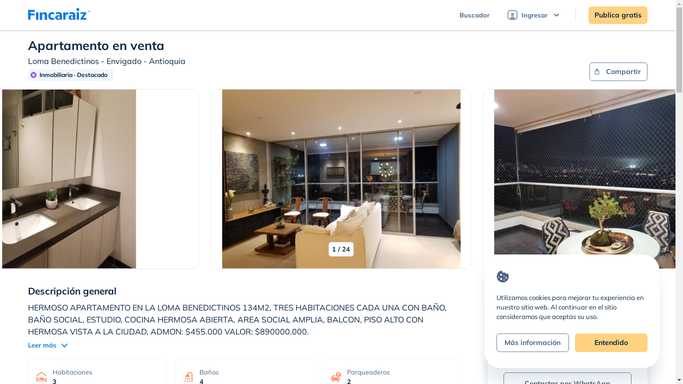 Fincaraiz
Buscador
Ingresar
Publica gratis
Apartamento en venta
Loma Benedictinos - Envigado - Antioquia
Inmobiliaria - Destacado
Compartir
1 / 24
Descripción general
HERMOSO APARTAMENTO EN LA LOMA BENEDICTINOS 134M2, TRES HABITACIONES CADA UNA CON BAÑO,
BAÑO SOCIAL, ESTUDIO, COCINA HERMOSA ABIERTA, AREA SOCIAL AMPLIA, BALCON, PISO ALTO CON
HERMOSA VISTA A LA CIUDAD, ADMON: $455.000 VALOR: $890000,000.
Leer más
Habitaciones
3
Baños
4
Parqueaderos
2
Utilizamos cookies para mejorar tu experiencia en
nuestro sitio web. Al continuar en el sitio
consideramos que aceptas su uso.
Más información
Entendido
Contactar por WhatsApp